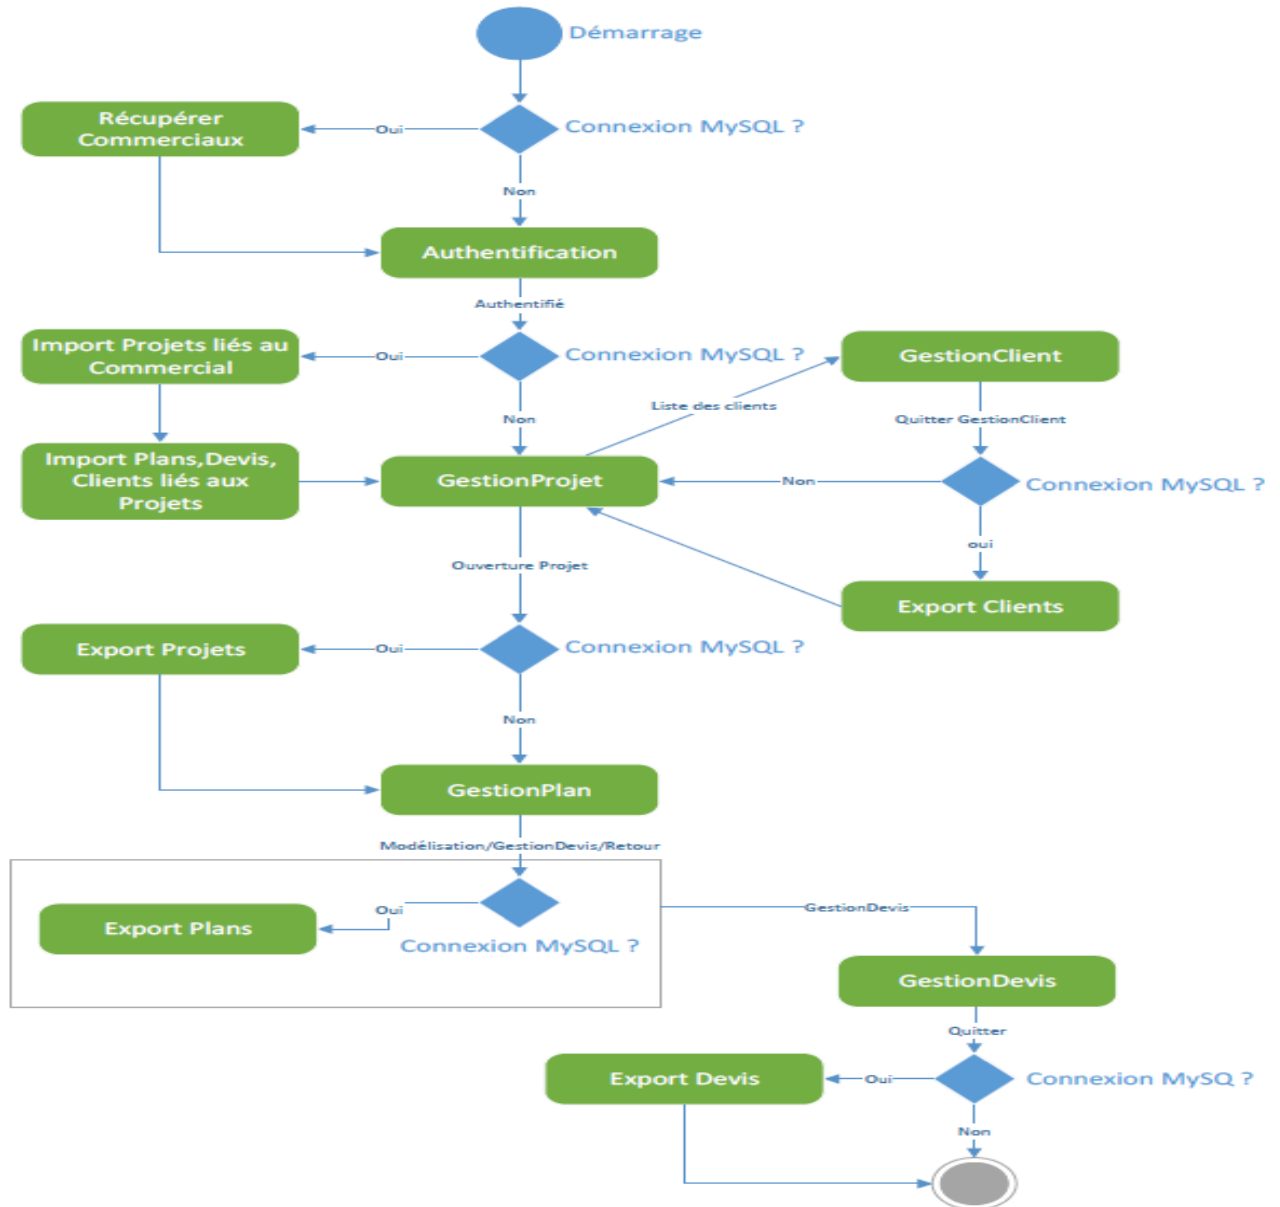 Démarrage
Connexion MySQL ?
Oui
Récupérer
Commerciaux
Non
Authentification
Authentifié
Connexion MySQL ?
Oui
Import Projets liés au
Commercial
GestionClient
Liste des clients
Non
Quitter GestionClient
Import Plans,Devis,
Clients liés aux
Projets
GestionProjet
Non
Connexion MySQL ?
oui
Ouverture Projet
Export Clients
Export Projets
Oui
Connexion MySQL ?
Non
GestionPlan
Modélisation/GestionDevis/Retour
Export Plans
Oui
Connexion MySQL ?
GestionDevis
GestionDevis
Quitter
Export Devis
Oui
Connexion MySQ ?
Non